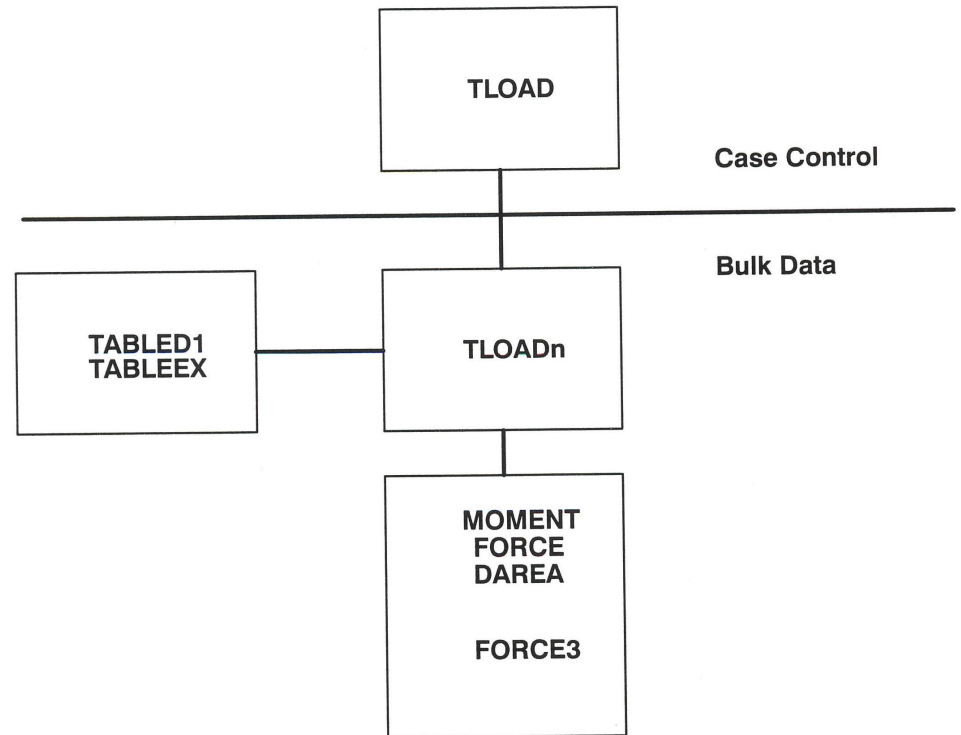 TLOAD
Case Control
Bulk Data
TABLED1
TABLEEX
TLOADn
MOMENT
FORCE
DAREA
FORCE3